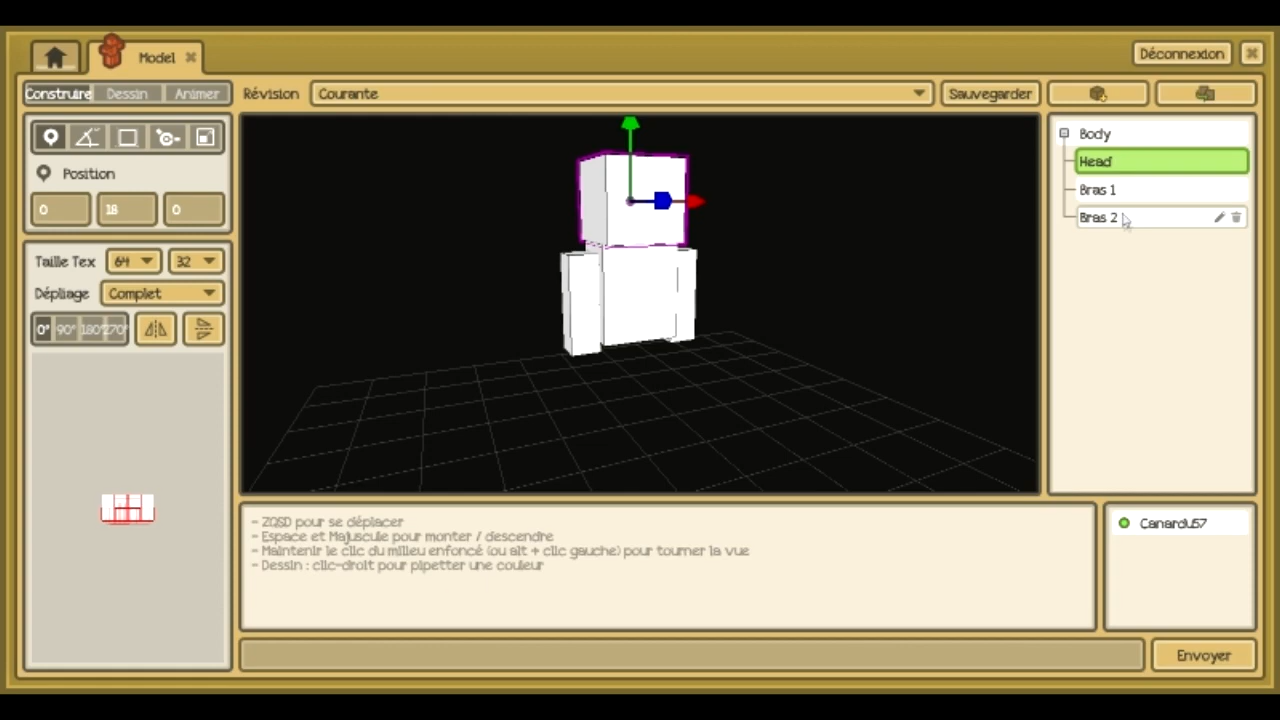 Model
Déconnexion
Construire Dessin Animer
Révision
Courante
Sauvegarder
Position
0 18 0
Taille Tex 64 32
Dépliage Complet
0° 90° 180° 270°
Body
Head
Bras 1
Bras 2
- ZQSD pour se déplacer
- Espace et Majuscule pour monter / descendre
- Maintenir le clic du milieu enfoncé (ou alt + clic gauche) pour tourner la vue
- Dessin : clic-droit pour pipetter une couleur
Canardu57
Envoyer